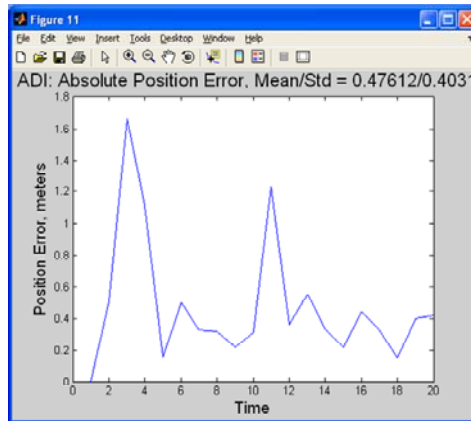 Figure 11
File Edit View Insert Tools Desktop Window Help
ADI: Absolute Position Error, Mean/Std = 0.47612/0.4031
1.8
1.6
1.4
1.2
1
0.8
0.6
0.4
0.2
0
Position Error, meters
0 2 4 6 8 10 12 14 16 18 20
Time